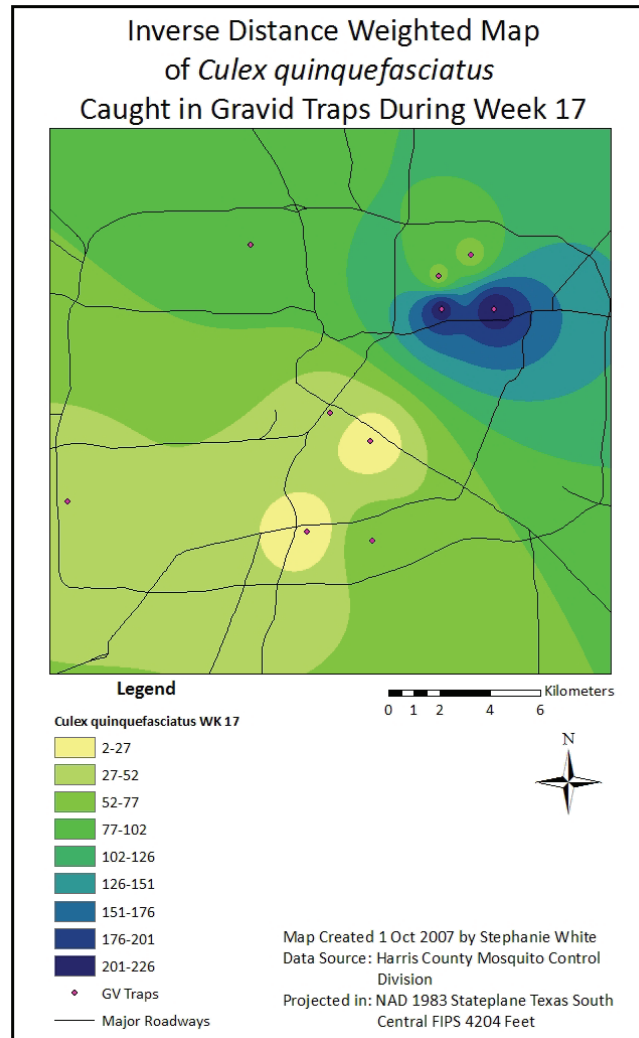 Inverse Distance Weighted Map
of Culex quinquefasciatus
Caught in Gravid Traps During Week 17
Legend
Kilometers
0 1 2 4 6
Culex quinquefasciatus WK 17
N
2-27
27-52
52-77
77-102
102-126
126-151
151-176
176-201
201-226
GV Traps
Major Roadways
Map Created 1 Oct 2007 by Stephanie White
Data Source: Harris County Mosquito Control
Division
Projected in: NAD 1983 Stateplane Texas South
Central FIPS 4204 Feet